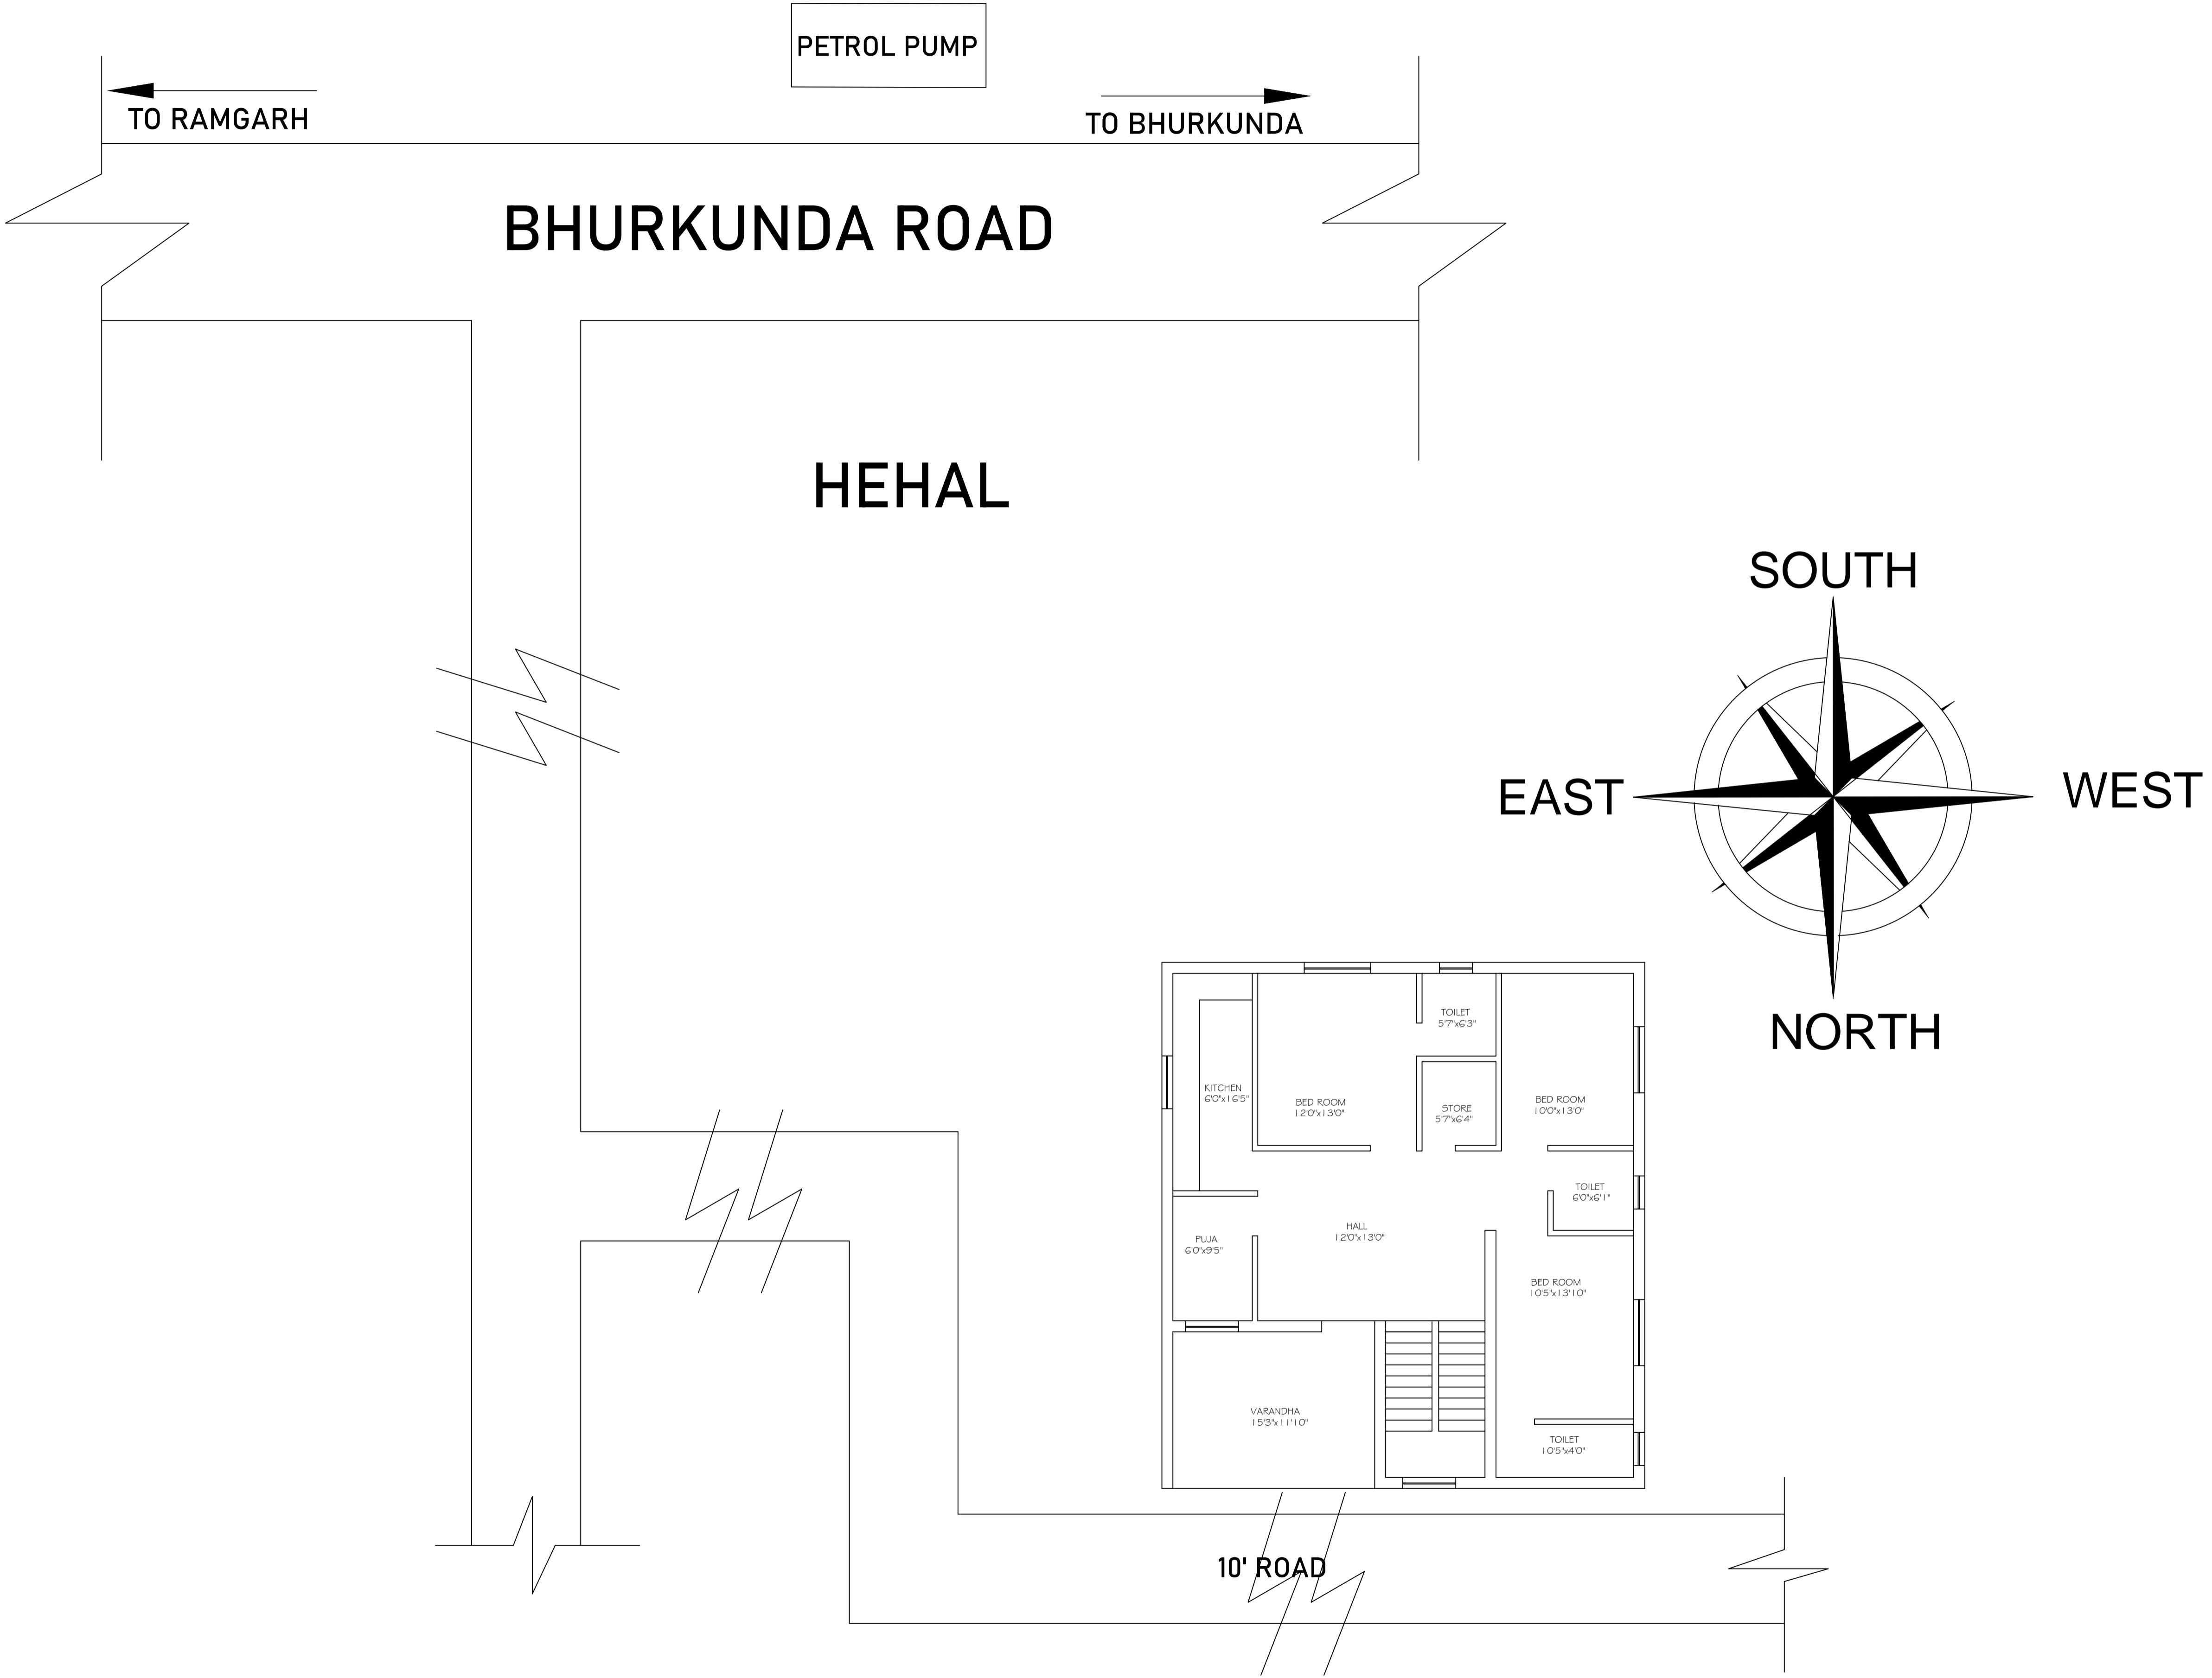 PETROL PUMP
TO RAMGARH
TO BHURKUNDA
BHURKUNDA ROAD
HEHAL
SOUTH
EAST
WEST
NORTH
TOILET
5'7"x6'3"
KITCHEN
6'0"x16'5"
BED ROOM
12'0"x13'0"
STORE
5'7"x6'4"
BED ROOM
10'0"x13'0"
TOILET
6'0"x6'1"
HALL
12'0"x13'0"
PUJA
6'0"x9'5"
BED ROOM
10'5"x13'10"
VARANDHA
15'3"x11'10"
TOILET
10'5"x4'0"
10' ROAD